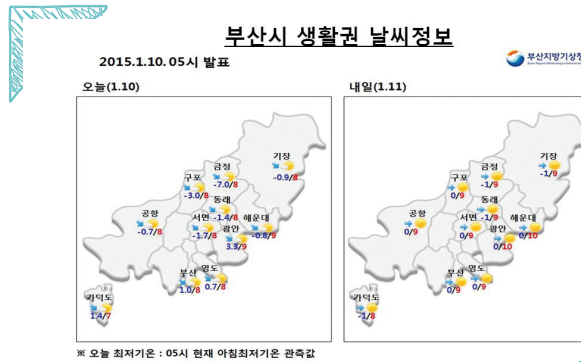 부산시 생활권 날씨정보
2015.1.10. 05시 발표
부산지방기상청
오늘(1.10)
내일(1.11)
기장
-0.9/8
금정
-7.0/8
구포
-3.0/8
동래
-1.4/8
공항
-0.7/8
서면
-1.7/8
광안
3.3/9
해운대
-0.8/9
부산
1.0/8
영도
0.7/8
가덕도
1.4/7
기장
-1/9
금정
-1/9
구포
0/9
동래
-1/9
공항
0/9
서면
0/9
광안
0/10
해운대
0/10
부산
0/9
영도
0/9
가덕도
-1/8
※ 오늘 최저기온 : 05시 현재 아침최저기온 관측값